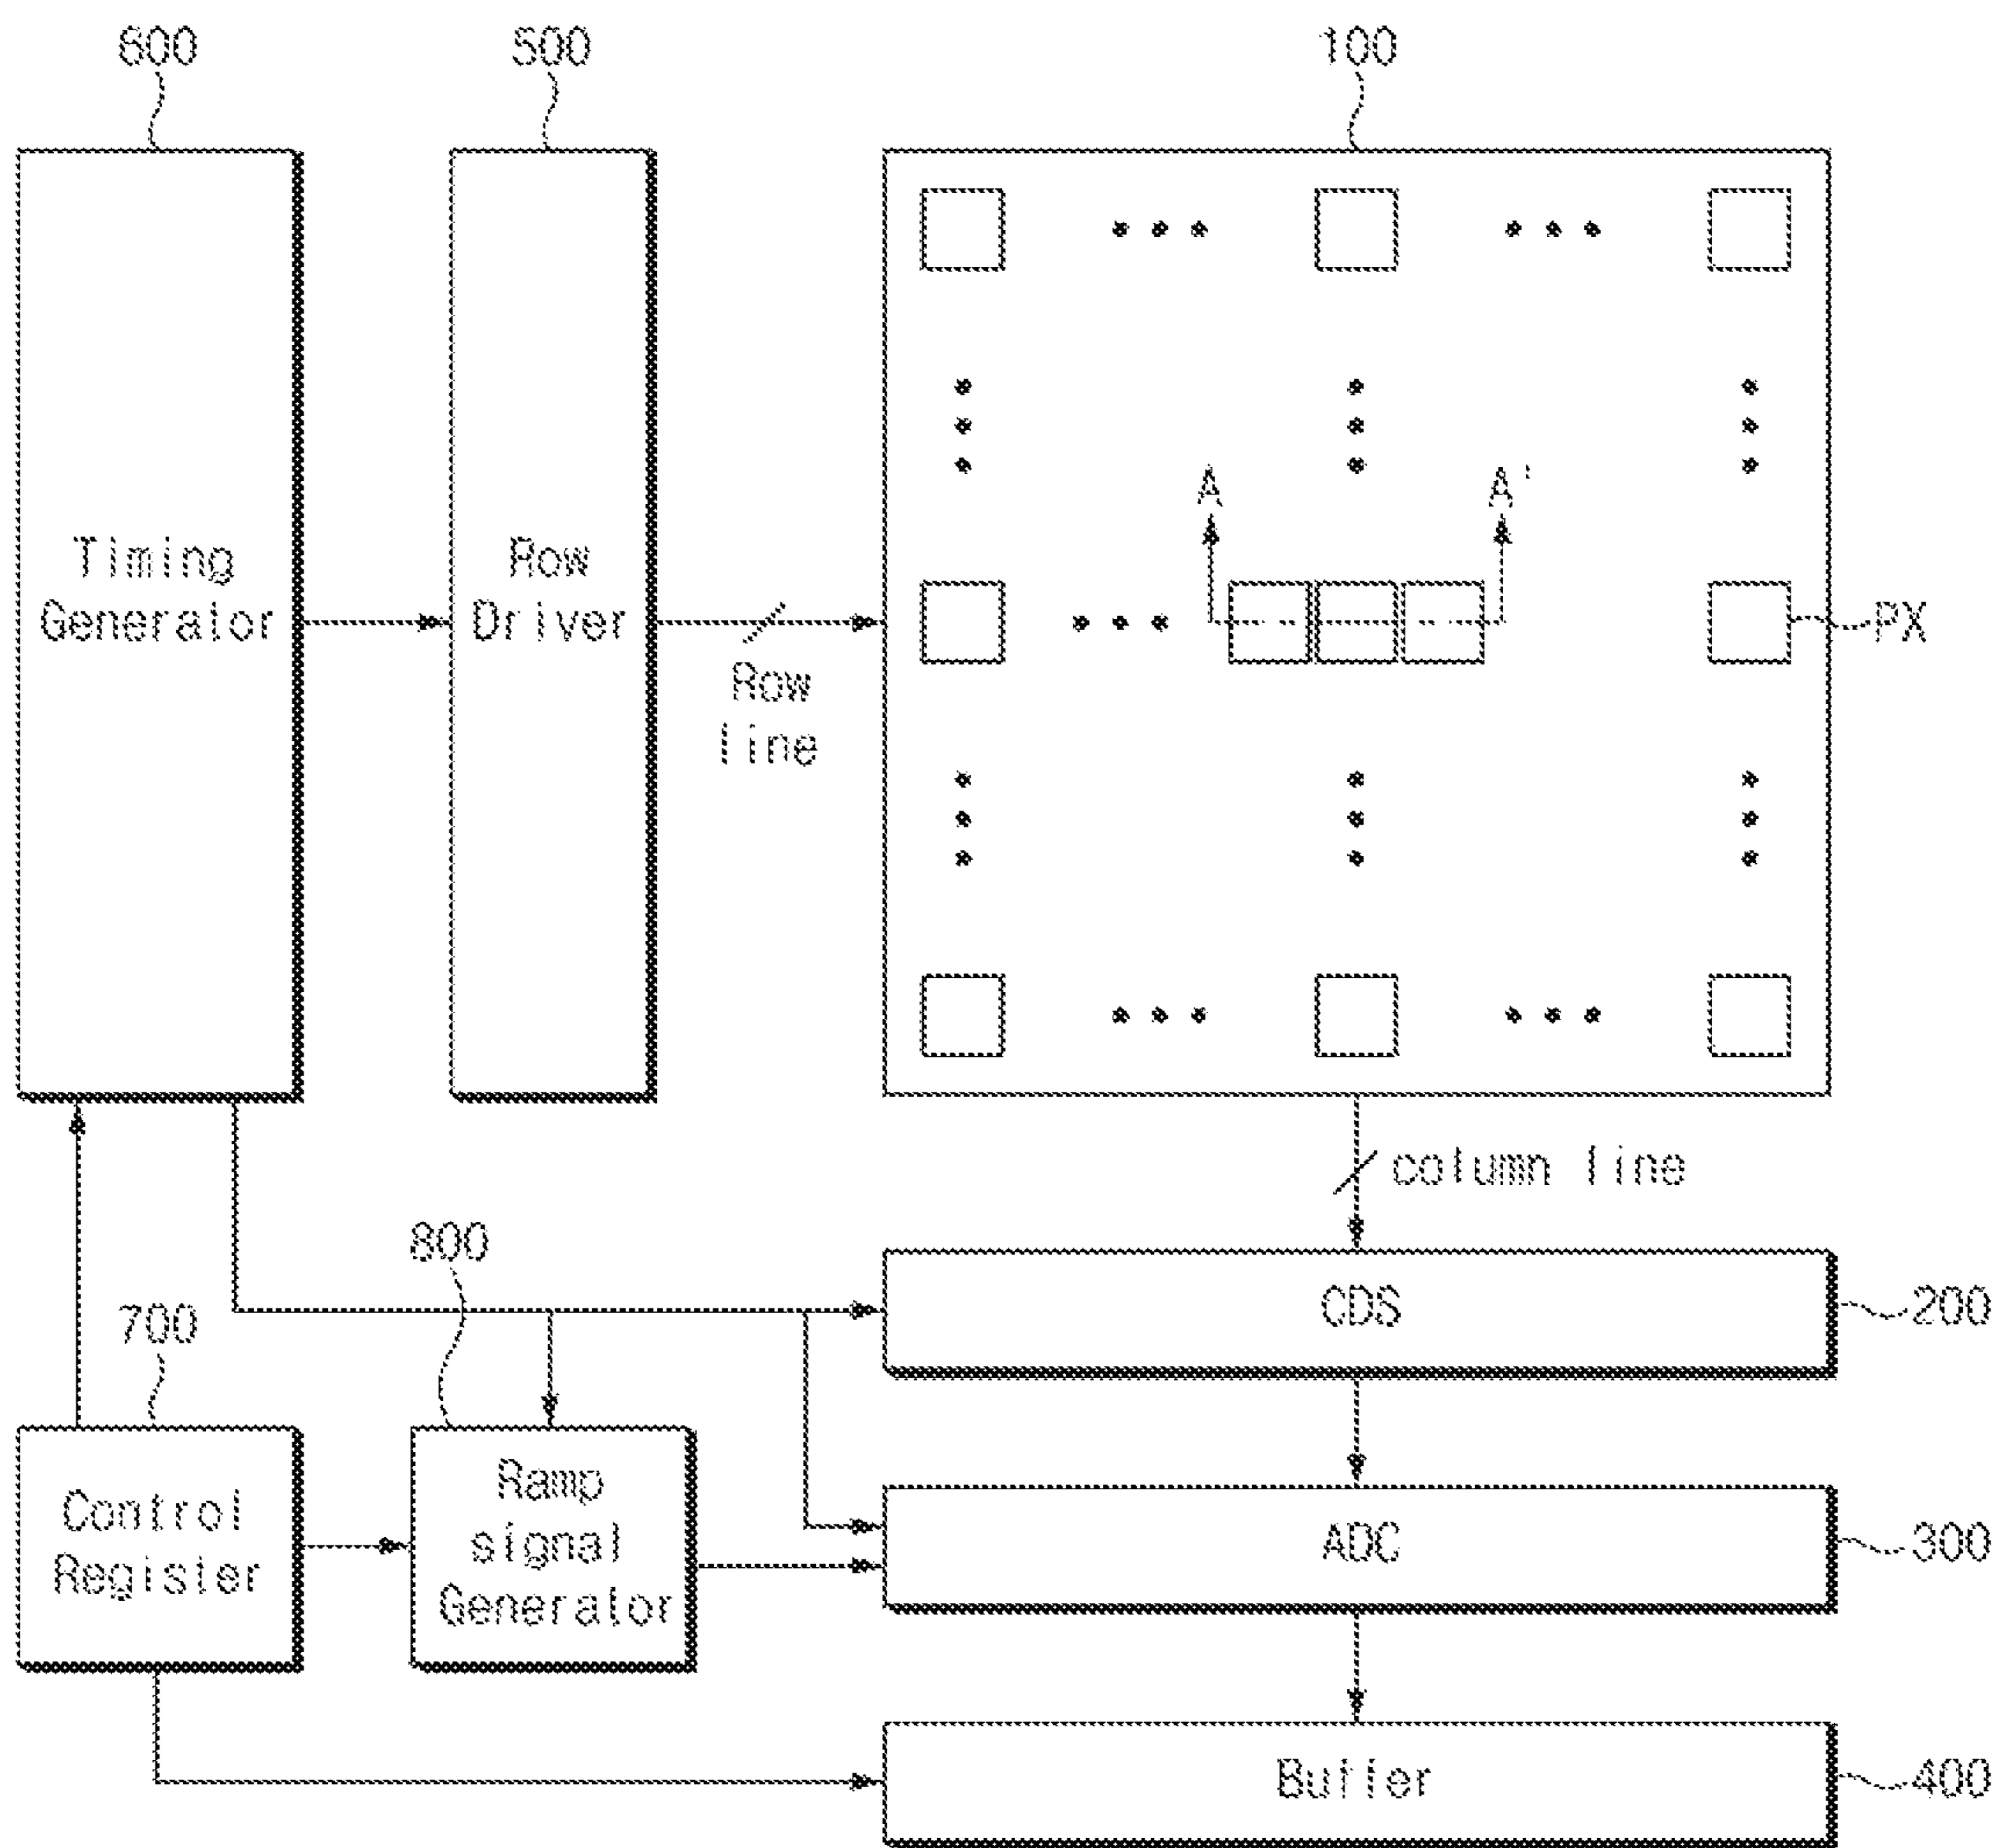 600
500
100
Timing
Generator
Row
Driver
Row
line
A
A'
PX
column line
800
700
CDS
200
Control
Register
Ramp
signal
Generator
ADC
300
Buffer
400